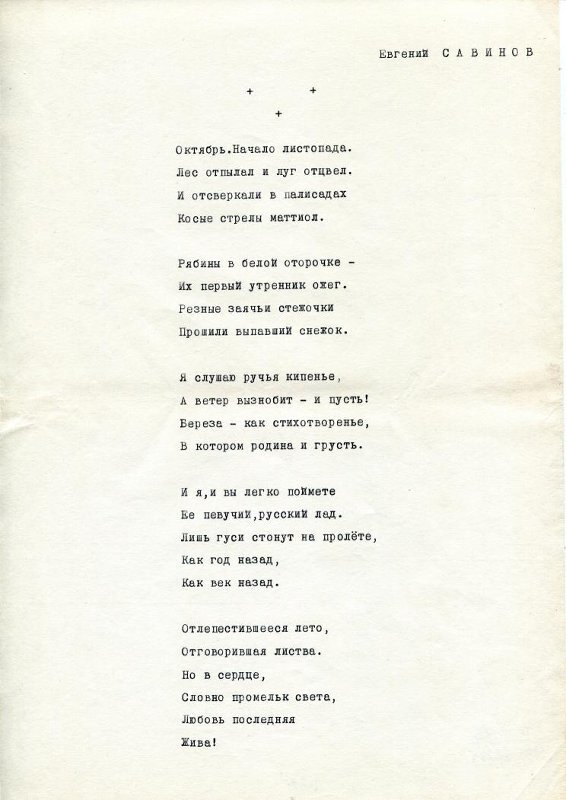 Евгений С А В И Н О В
+ +
+
Октябрь.Начало листопада.
Лес отпылал и луг отцвел.
И отсверкали в палисадах
Косые стрелы маттиол.
Рябины в белой оторочке –
Их первый утренник ожег.
Резные заячьи стежочки
Прошили выпавший снежок.
Я слушаю ручья кипенье,
А ветер вызнобит – и пусть!
Береза – как стихотворенье,
В котором родина и грусть.
И я,и вы легко поймете
Ее певучий,русский лад.
Лишь гуси стонут на пролёте,
Как год назад,
Как век назад.
Отлепестившееся лето,
Отговорившая листва.
Но в сердце,
Словно промельк света,
Любовь последняя
Жива!